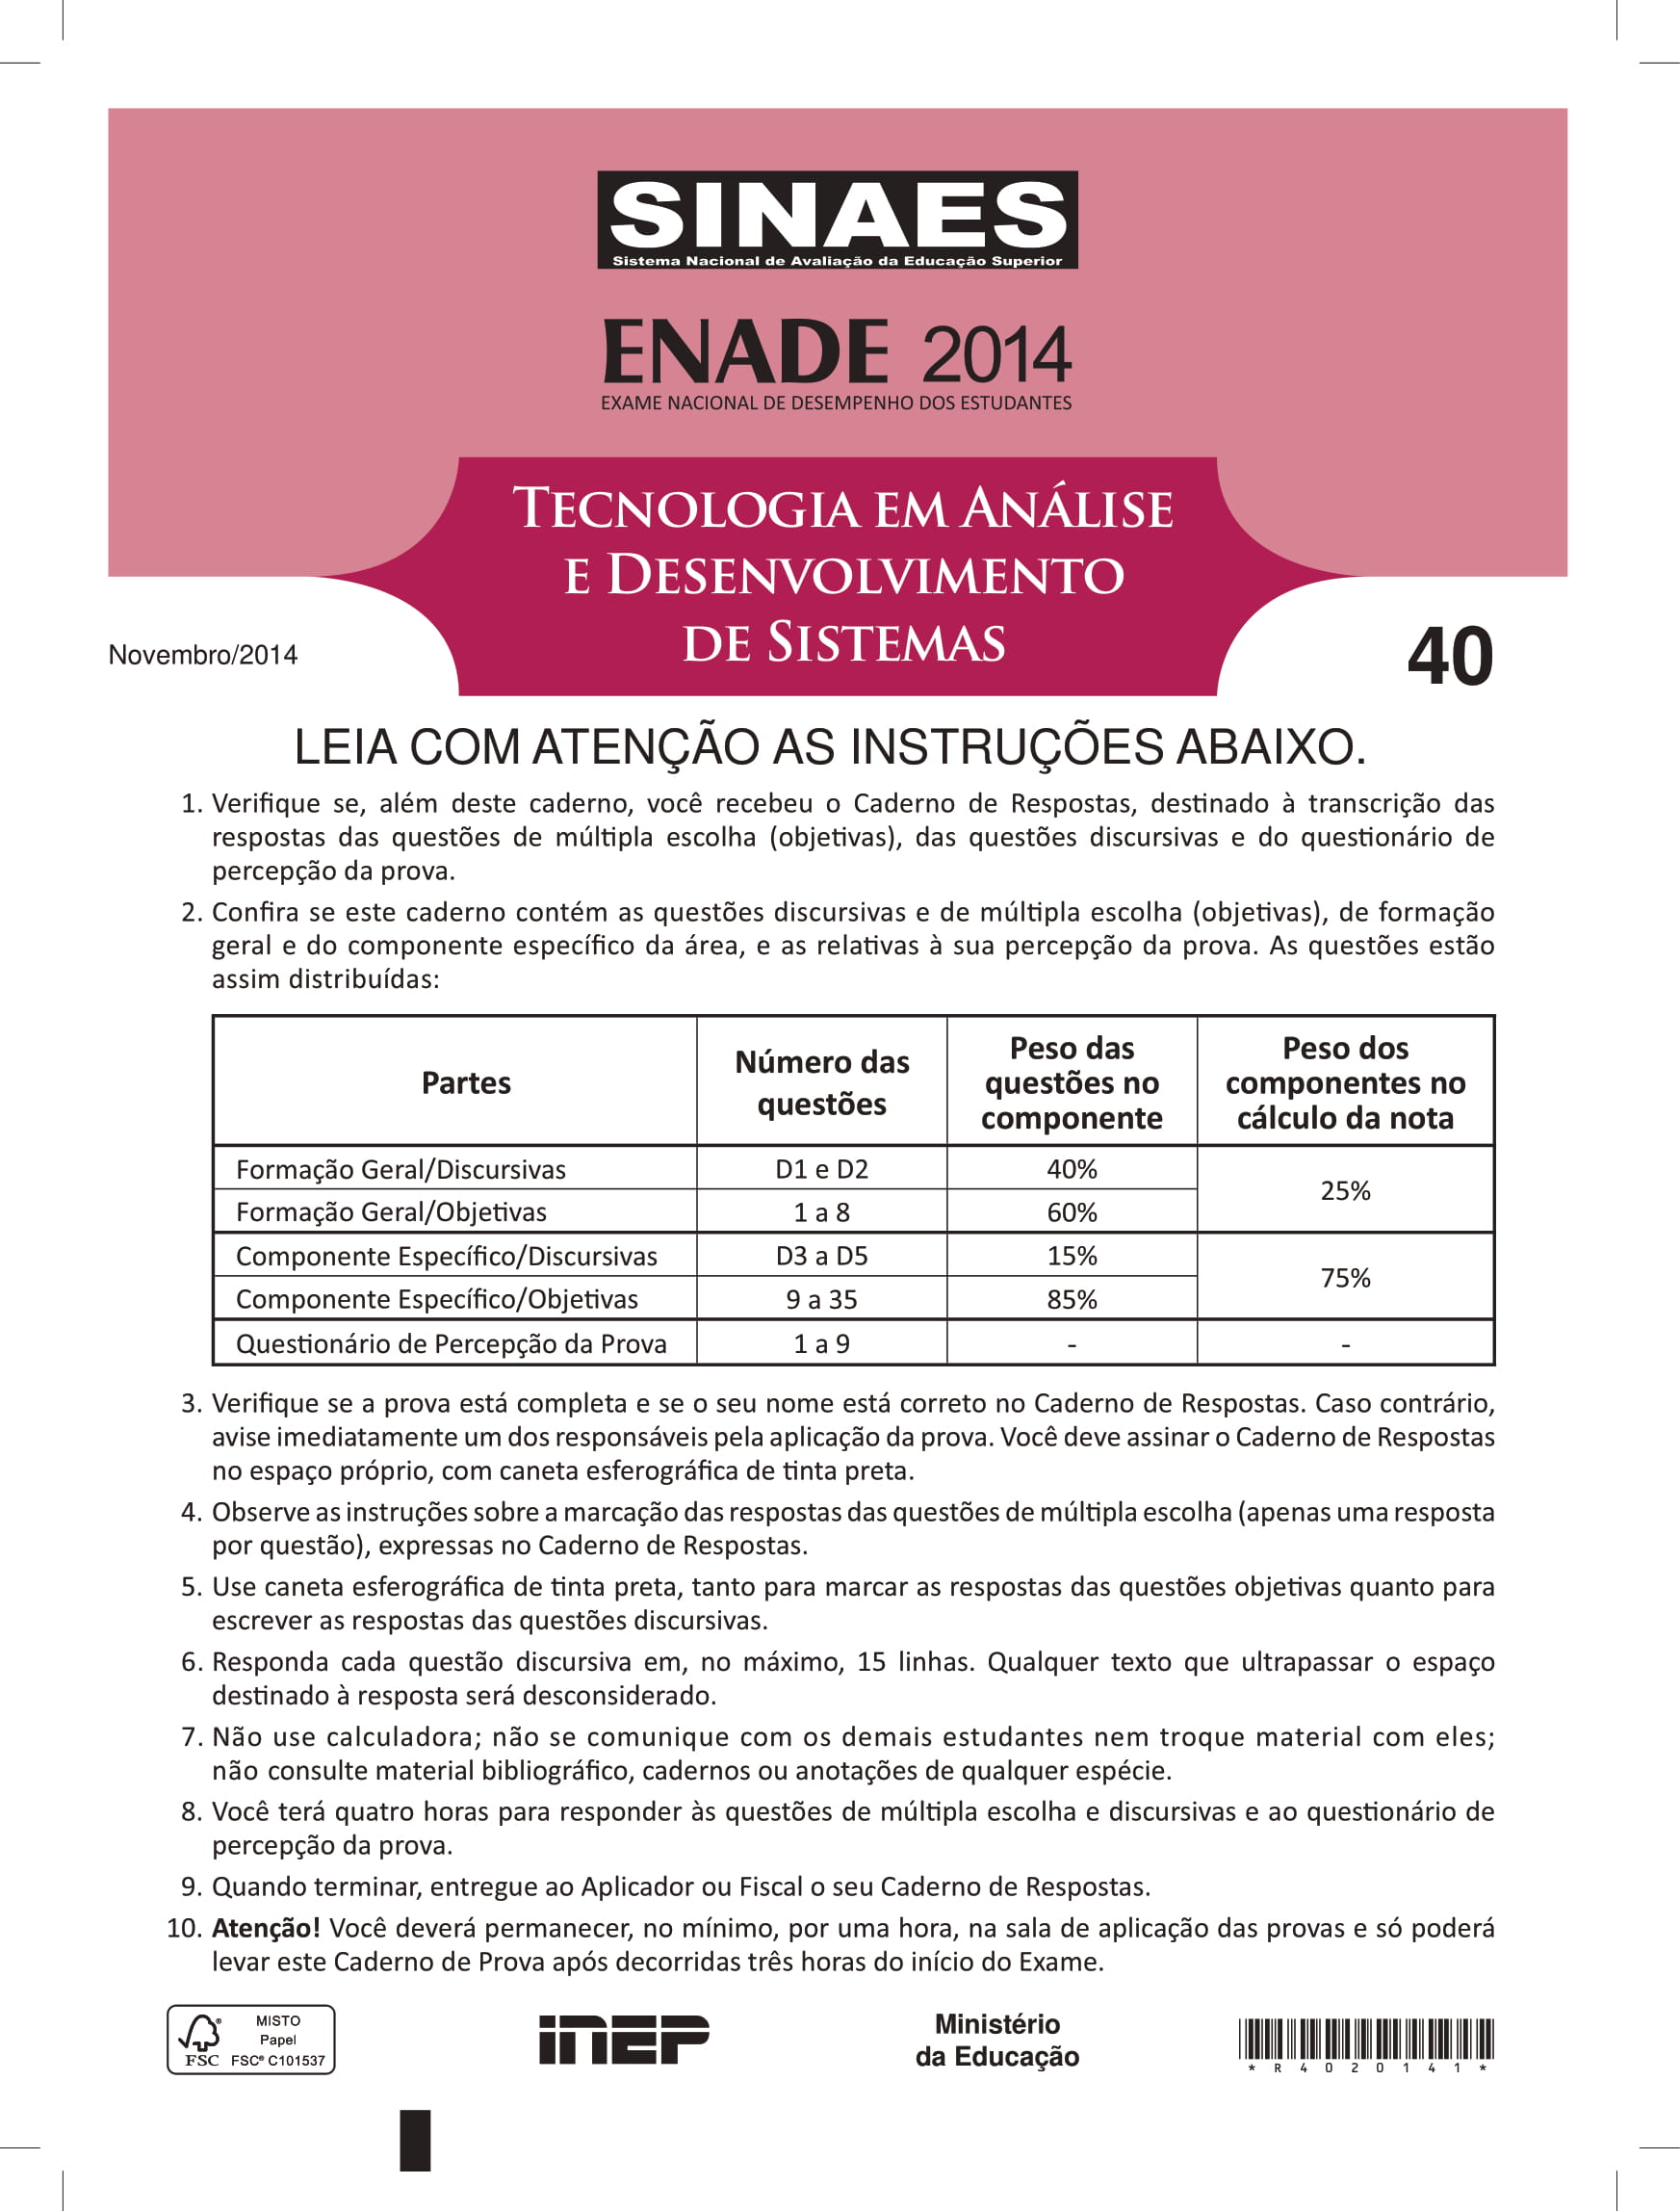 SINAES
Sistema Nacional de Avaliação da Educação Superior
ENADE 2014
EXAME NACIONAL DE DESEMPENHO DOS ESTUDANTES
TECNOLOGIA EM ANÁLISE
E DESENVOLVIMENTO
DE SISTEMAS
Novembro/2014
40
LEIA COM ATENÇÃO AS INSTRUÇÕES ABAIXO.
1. Verifique se, além deste caderno, você recebeu o Caderno de Respostas, destinado à transcrição das
respostas das questões de múltipla escolha (objetivas), das questões discursivas e do questionário de
percepção da prova.
2. Confira se este caderno contém as questões discursivas e de múltipla escolha (objetivas), de formação
geral e do componente específico da área, e as relativas à sua percepção da prova. As questões estão
assim distribuídas:
Partes
Número das
questões
Peso das
questões no
componente
Peso dos
componentes no
cálculo da nota
Formação Geral/Discursivas
D1 e D2
40%
25%
Formação Geral/Objetivas
1 a 8
60%
Componente Específico/Discursivas
D3 a D5
15%
75%
Componente Específico/Objetivas
9 a 35
85%
Questionário de Percepção da Prova
1 a 9
-
-
3. Verifique se a prova está completa e se o seu nome está correto no Caderno de Respostas. Caso contrário,
avise imediatamente um dos responsáveis pela aplicação da prova. Você deve assinar o Caderno de Respostas
no espaço próprio, com caneta esferográfica de tinta preta.
4. Observe as instruções sobre a marcação das respostas das questões de múltipla escolha (apenas uma resposta
por questão), expressas no Caderno de Respostas.
5. Use caneta esferográfica de tinta preta, tanto para marcar as respostas das questões objetivas quanto para
escrever as respostas das questões discursivas.
6. Responda cada questão discursiva em, no máximo, 15 linhas. Qualquer texto que ultrapassar o espaço
destinado à resposta será desconsiderado.
7. Não use calculadora; não se comunique com os demais estudantes nem troque material com eles;
não consulte material bibliográfico, cadernos ou anotações de qualquer espécie.
8. Você terá quatro horas para responder às questões de múltipla escolha e discursivas e ao questionário de
percepção da prova.
9. Quando terminar, entregue ao Aplicador ou Fiscal o seu Caderno de Respostas.
10. Atenção! Você deverá permanecer, no mínimo, por uma hora, na sala de aplicação das provas e só poderá
levar este Caderno de Prova após decorridas três horas do início do Exame.
MISTO
Papel
FSC® C101537
FSC
INEP
Ministério
da Educação
*R4020141*